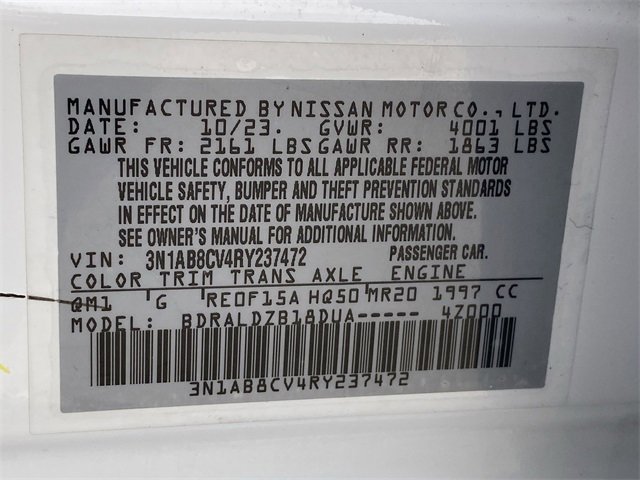 MANUFACTURED BY NISSAN MOTOR CO., LTD.
DATE: 10/23. GVWR: 4001 LBS
GAWR FR: 2161 LBS GAWR RR: 1863 LBS
THIS VEHICLE CONFORMS TO ALL APPLICABLE FEDERAL MOTOR
VEHICLE SAFETY, BUMPER AND THEFT PREVENTION STANDARDS
IN EFFECT ON THE DATE OF MANUFACTURE SHOWN ABOVE.
SEE OWNER'S MANUAL FOR ADDITIONAL INFORMATION.
VIN: 3N1AB8CV4RY237472 PASSENGER CAR.
COLOR TRIM TRANS AXLE ENGINE
QM1 G RE0F15A HQ50 MR20 1997 CC
MODEL: BDRALDZB18DUA----- 4Z000
3N1AB8CV4RY237472